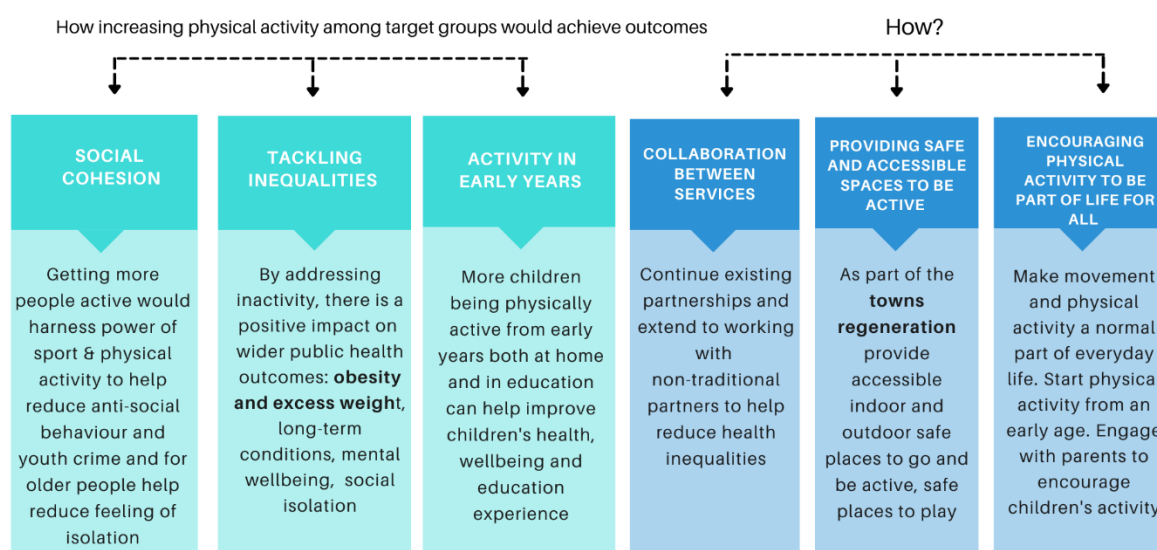 How increasing physical activity among target groups would achieve outcomes
How?
SOCIAL
COHESION
Getting more
people active would
harness power of
sport & physical
activity to help
reduce anti-social
behaviour and
youth crime and for
older people help
reduce feeling of
isolation
TACKLING
INEQUALITIES
By addressing
inactivity, there is a
positive impact on
wider public health
outcomes: obesity
and excess weight,
long-term
conditions, mental
wellbeing, social
isolation
ACTIVITY IN
EARLY YEARS
More children
being physically
active from early
years both at home
and in education
can help improve
children's health,
wellbeing and
education
experience
COLLABORATION
BETWEEN
SERVICES
Continue existing
partnerships and
extend to working
with
non-traditional
partners to help
reduce health
inequalities
PROVIDING SAFE
AND ACCESSIBLE
SPACES TO BE
ACTIVE
As part of the
towns
regeneration
provide
accessible
indoor and
outdoor safe
places to go and
be active, safe
places to play
ENCOURAGING
PHYSICAL
ACTIVITY TO BE
PART OF LIFE FOR
ALL
Make movement
and physical
activity a normal
part of everyday
life. Start physical
activity from an
early age. Engage
with parents to
encourage
children's activity